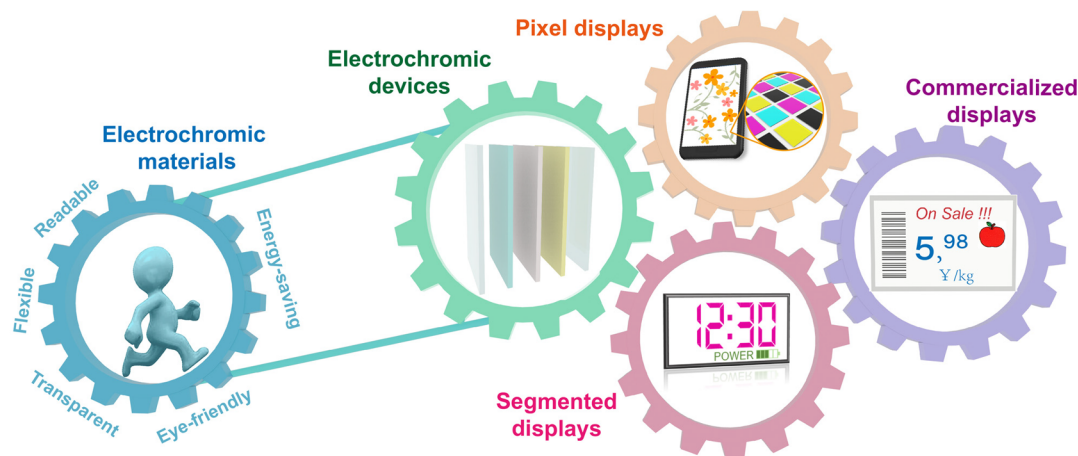 Electrochromic
materials
Readable
Flexible
Transparent
Eye-friendly
Energy-saving
Electrochromic
devices
Pixel displays
Segmented
displays
12:30
POWER
Commercialized
displays
On Sale !!!
5,98
¥/kg